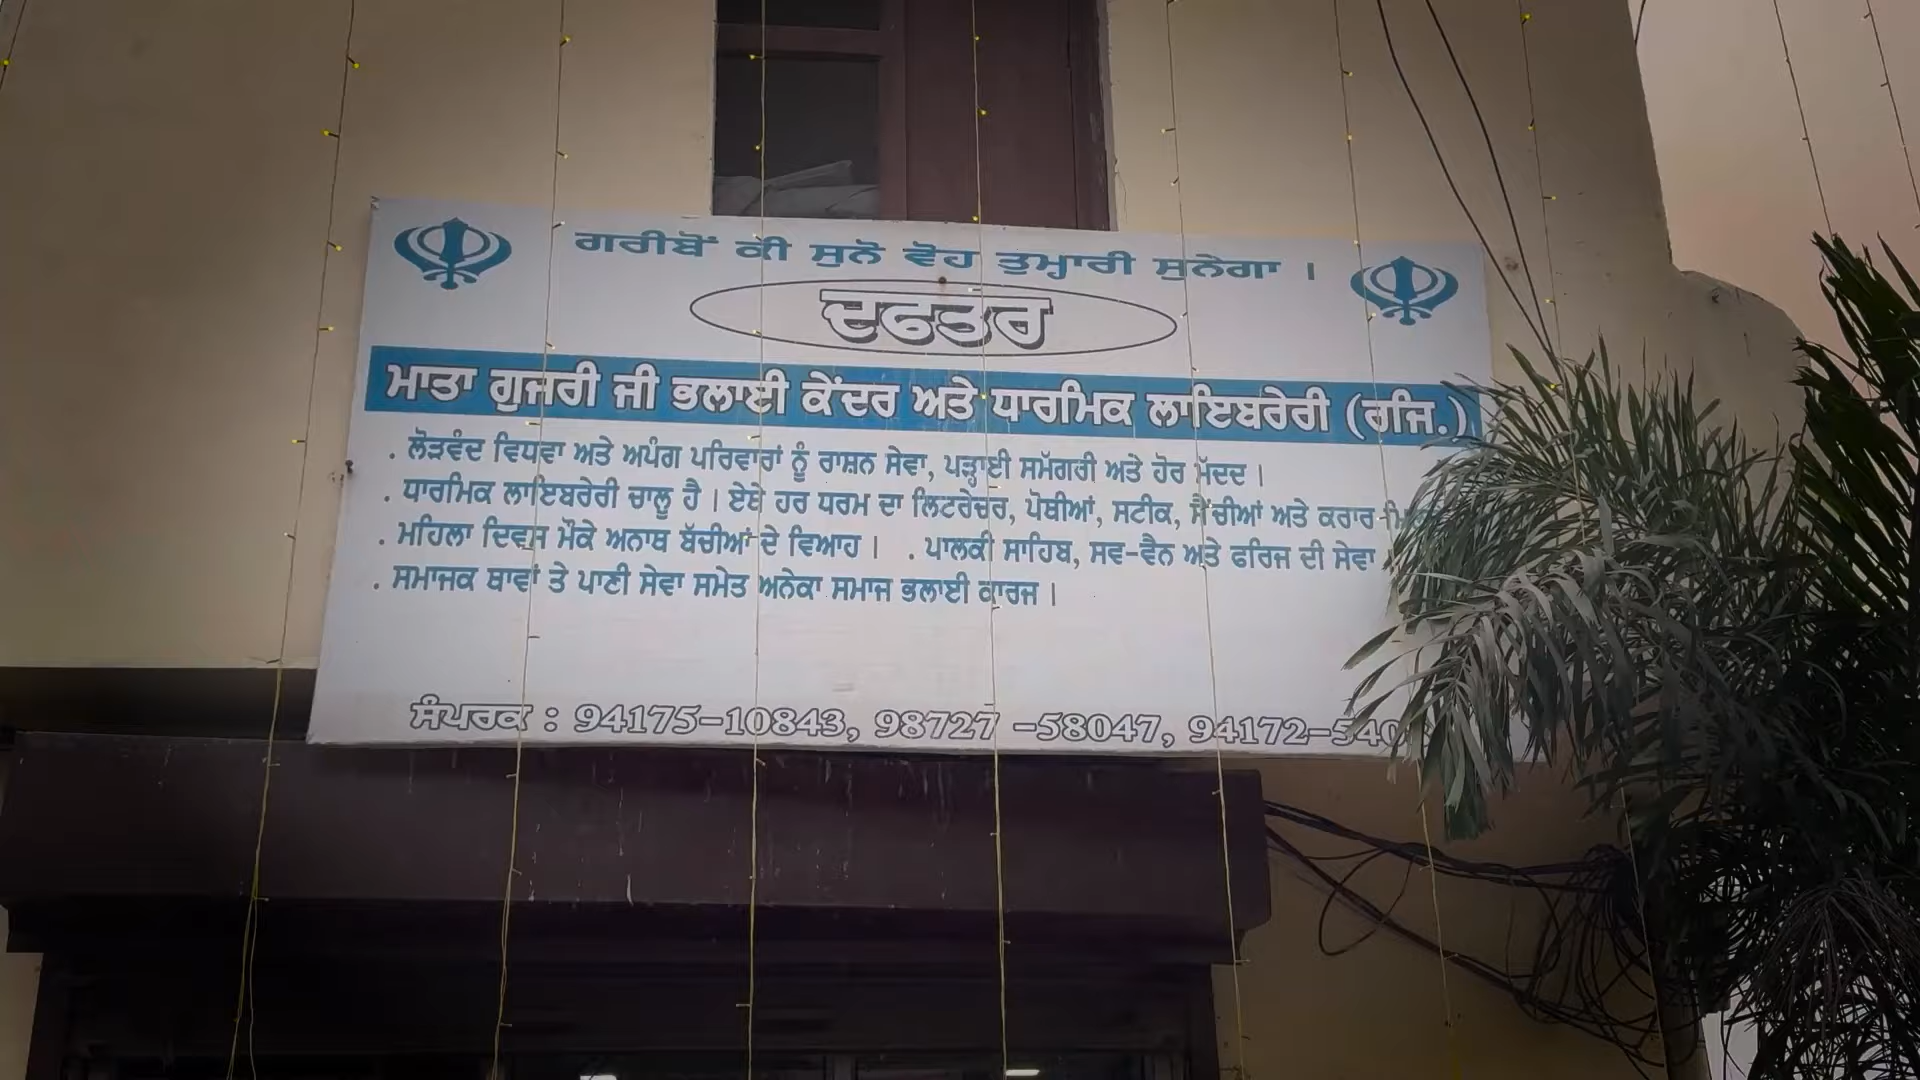 ਗਰੀਬੋਂ ਕੀ ਸੁਨੋ ਵੋਹ ਤੁਮ੍ਹਾਰੀ ਸੁਨੇਗਾ ।
ਦਫਤਰ
ਮਾਤਾ ਗੁਜਰੀ ਜੀ ਭਲਾਈ ਕੇਂਦਰ ਅਤੇ ਧਾਰਮਿਕ ਲਾਇਬਰੇਰੀ (ਰਜਿ.)
. ਲੋੜਵੰਦ ਵਿਧਵਾ ਅਤੇ ਅਪੰਗ ਪਰਿਵਾਰਾਂ ਨੂੰ ਰਾਸ਼ਨ ਸੇਵਾ, ਪੜ੍ਹਾਈ ਸਮੱਗਰੀ ਅਤੇ ਹੋਰ ਮੱਦਦ ।
. ਧਾਰਮਿਕ ਲਾਇਬਰੇਰੀ ਚਾਲੂ ਹੈ । ਏਥੇ ਹਰ ਧਰਮ ਦਾ ਲਿਟਰੇਚਰ, ਪੋਥੀਆਂ, ਸਟੀਕ, ਸੈਂਚੀਆਂ ਅਤੇ ਕਰਾਰ
. ਮਹਿਲਾ ਦਿਵਸ ਮੌਕੇ ਅਨਾਥ ਬੱਚੀਆਂ ਦੇ ਵਿਆਹ । . ਪਾਲਕੀ ਸਾਹਿਬ, ਸਵ-ਵੈਨ ਅਤੇ ਫਰਿਜ ਦੀ ਸੇਵਾ
. ਸਮਾਜਕ ਥਾਵਾਂ ਤੇ ਪਾਣੀ ਸੇਵਾ ਸਮੇਤ ਅਨੇਕਾ ਸਮਾਜ ਭਲਾਈ ਕਾਰਜ ।
ਸੰਪਰਕ : 94175-10843, 98727 -58047, 94172-540